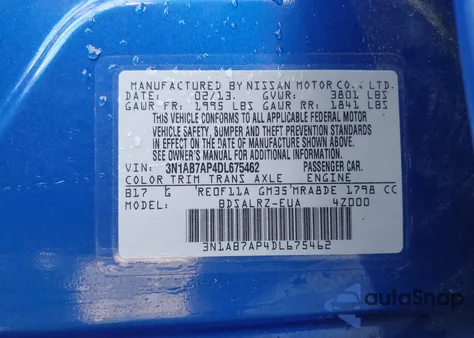 MANUFACTURED BY NISSAN MOTOR CO., LTD.
DATE: 02/13. GVWR: 3801 LBS
GAWR FR: 1995 LBS GAWR RR: 1841 LBS
THIS VEHICLE CONFORMS TO ALL APPLICABLE FEDERAL MOTOR
VEHICLE SAFETY, BUMPER AND THEFT PREVENTION STANDARDS
IN EFFECT ON THE DATE OF MANUFACTURE SHOWN ABOVE.
SEE OWNER'S MANUAL FOR ADDITIONAL INFORMATION.
VIN: 3N1AB7AP4DL675462 PASSENGER CAR.
COLOR TRIM TRANS AXLE ENGINE
B17 G RE0F11A GM35 MRA8DE 1798 CC
MODEL: BDSALRZ-EUA 4Z000
3N1AB7AP4DL675462
autoSnap